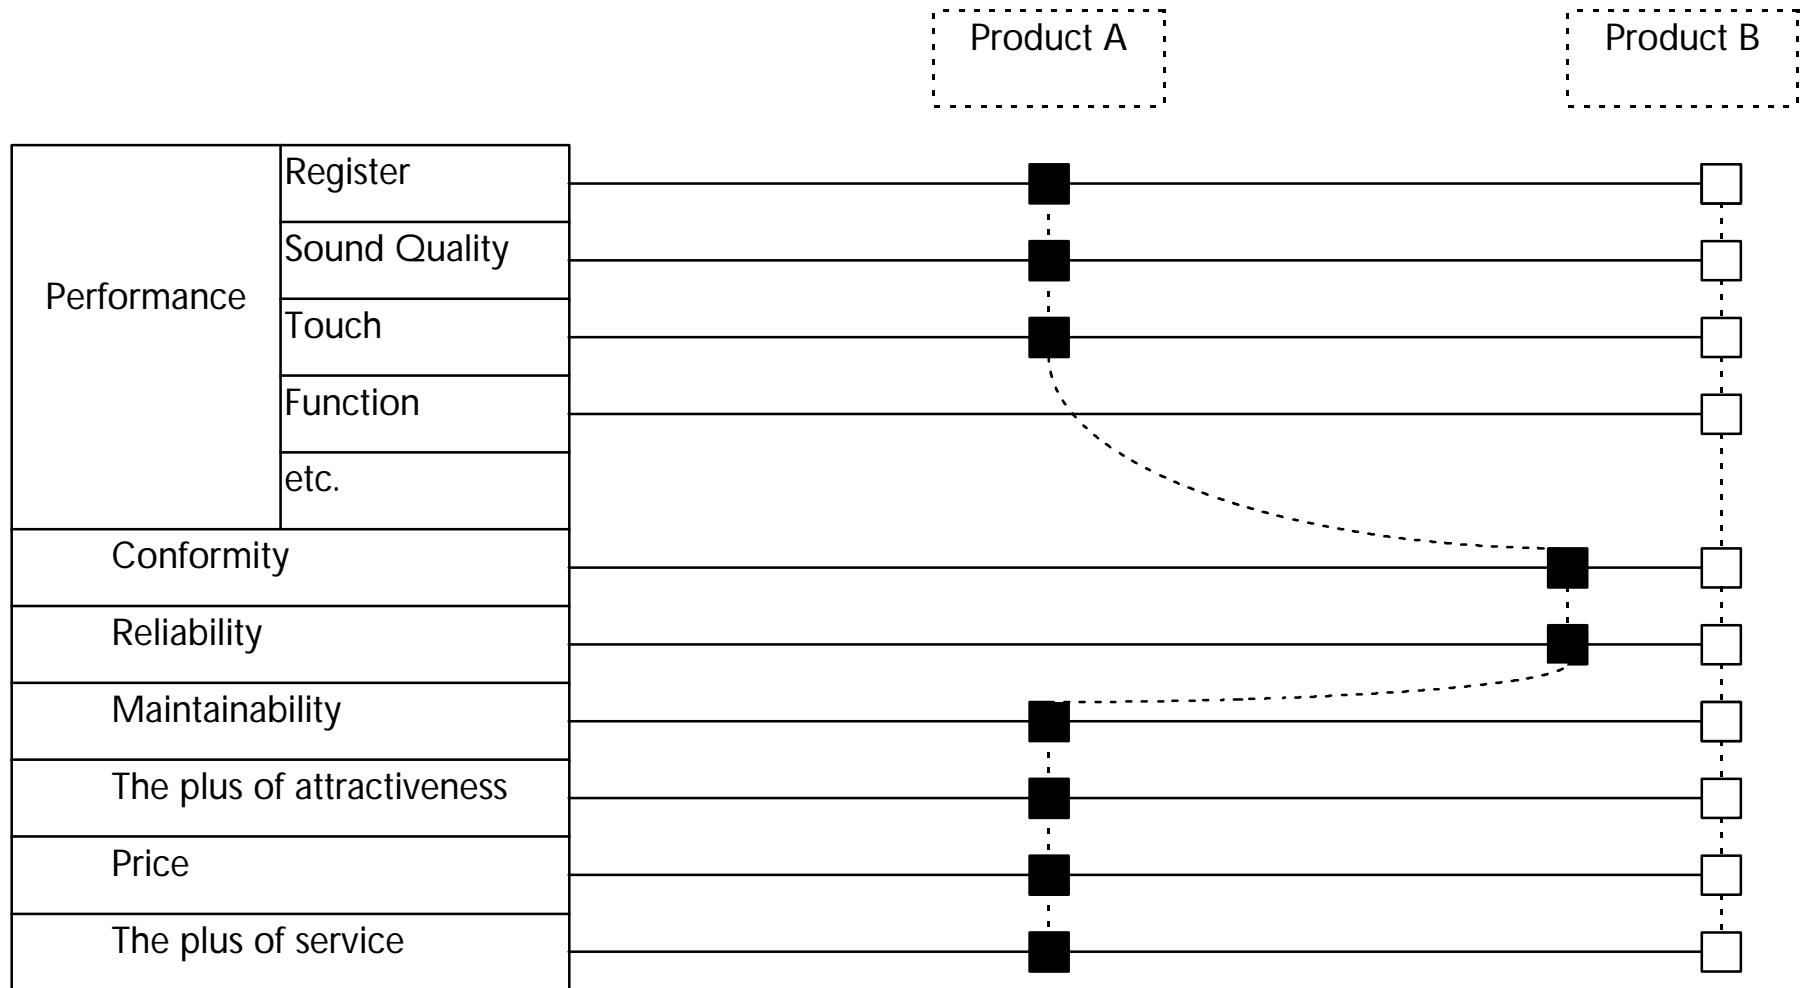 Product A
Product B
Performance
Register
Sound Quality
Touch
Function
etc.
Conformity
Reliability
Maintainability
The plus of attractiveness
Price
The plus of service